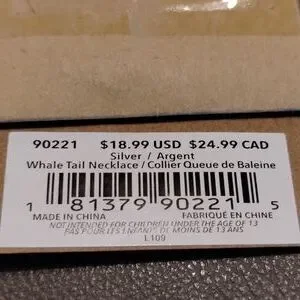 90221 $18.99 USD $24.99 CAD
Silver / Argent
Whale Tail Necklace / Collier Queue de Baleine
1 81379 90221 5
MADE IN CHINA FABRIQUÉ EN CHINE
NOT INTENDED FOR CHILDREN UNDER THE AGE OF 13
PAS POUR LES ENFANTS DE MOINS DE 13 ANS
L109